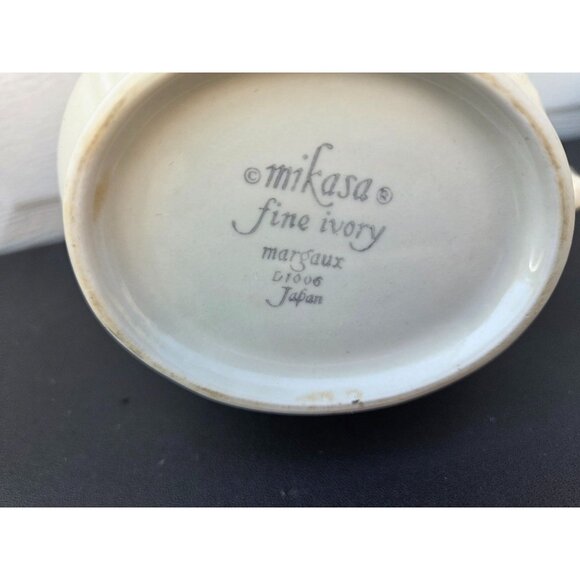 ©mikasa®
fine ivory
margaux
D1006
Japan